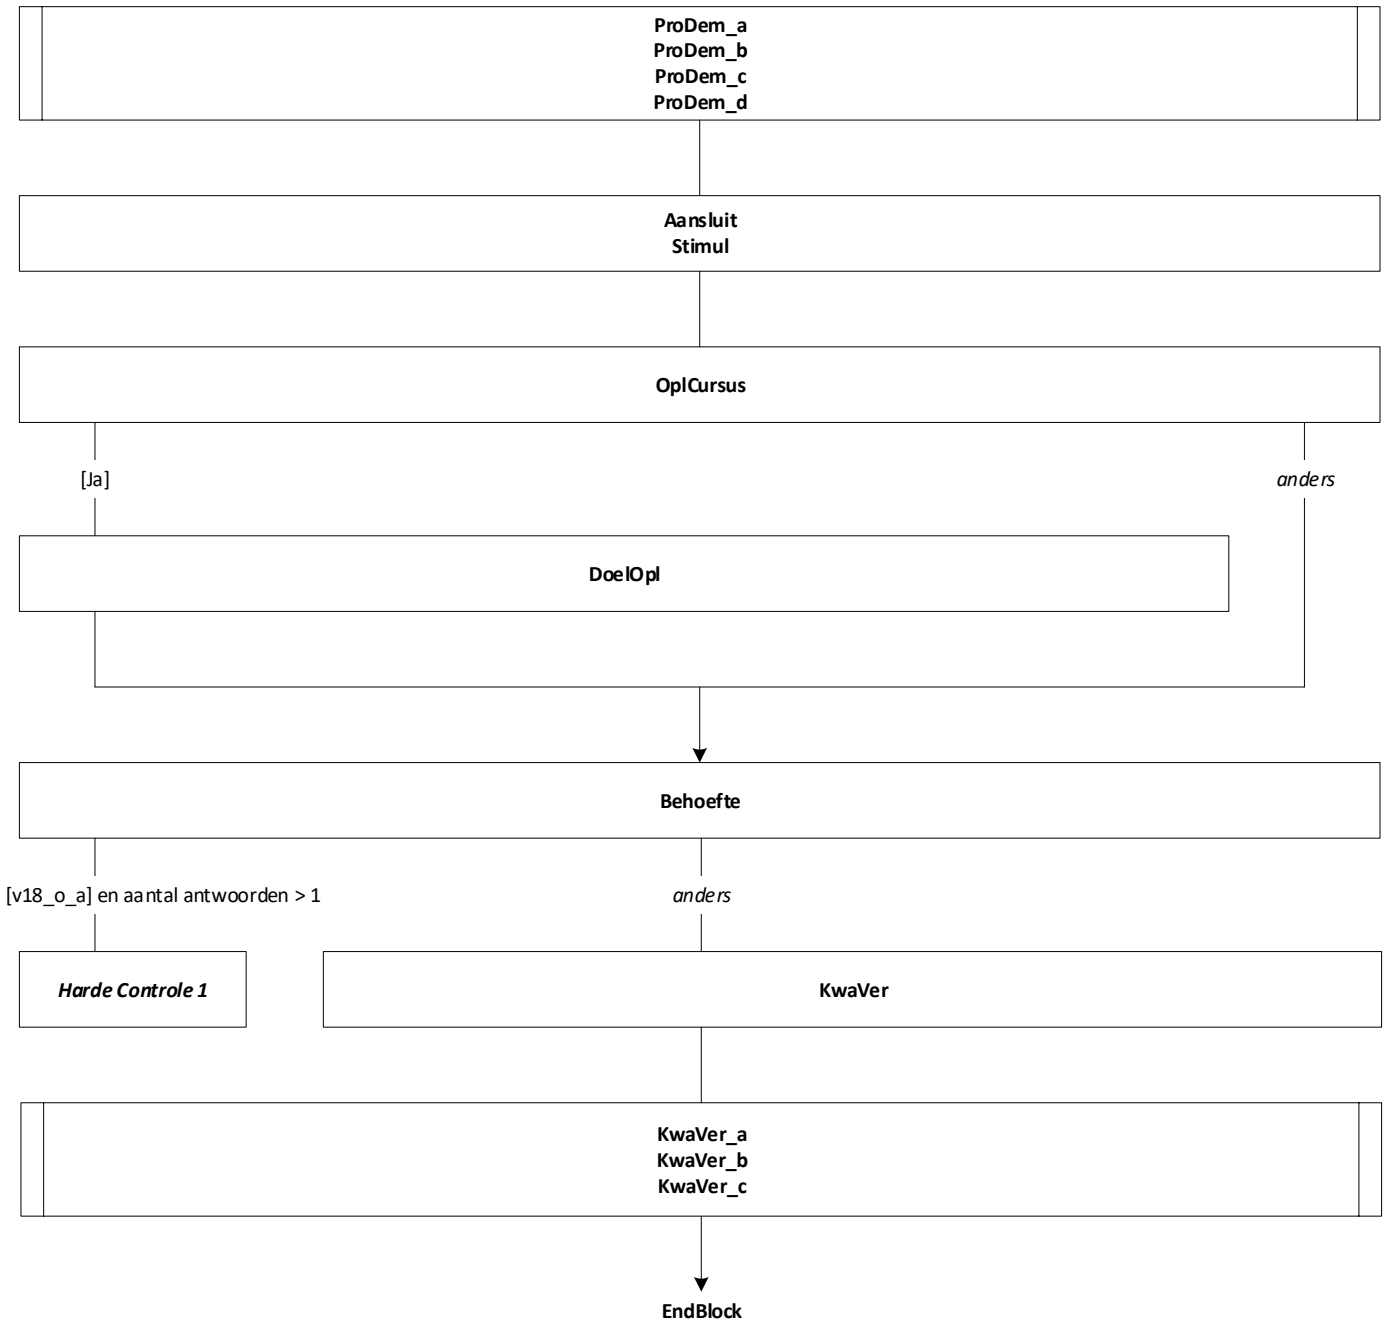 ProDem_a
ProDem_b
ProDem_c
ProDem_d
Aansluit
Stimul
OplCursus
[Ja]
anders
DoelOpl
Behoefte
[v18_o_a] en aantal antwoorden > 1
anders
Harde Controle 1
KwaVer
KwaVer_a
KwaVer_b
KwaVer_c
EndBlock